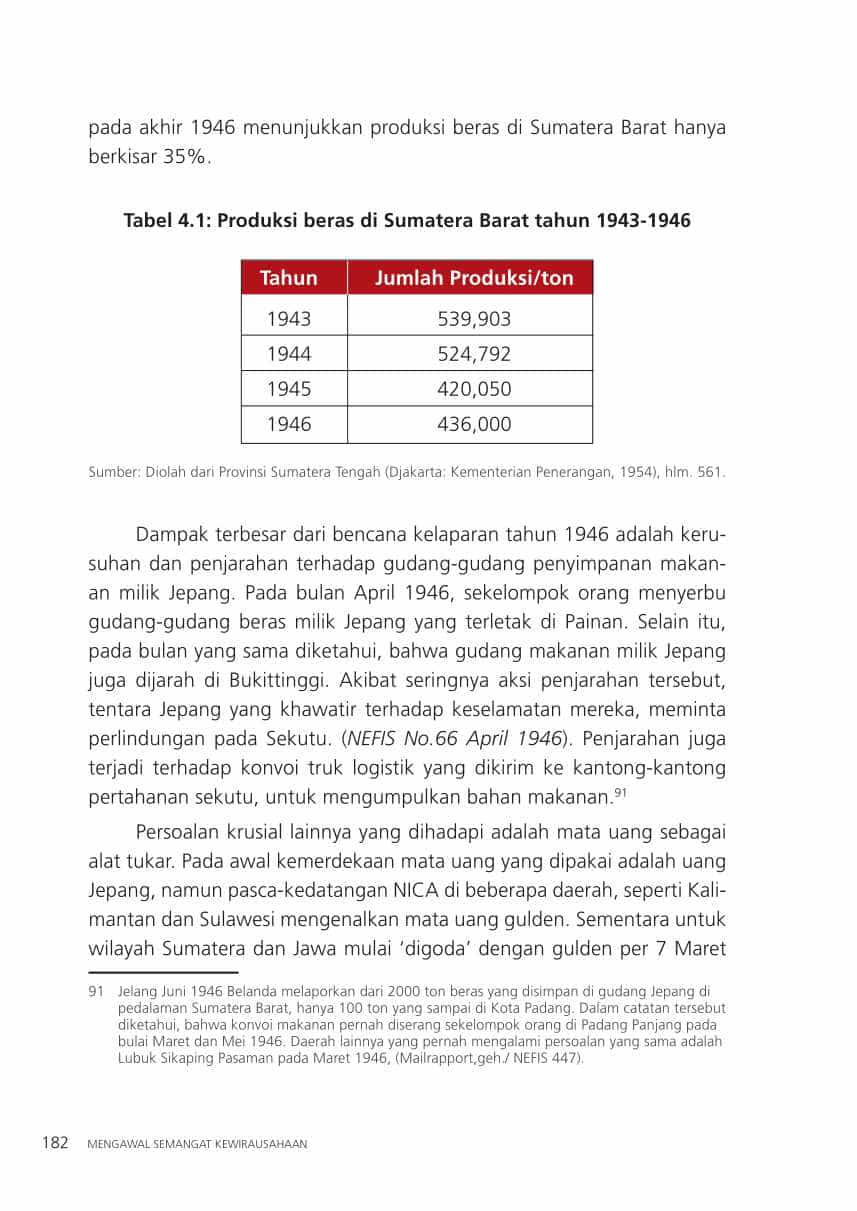 pada akhir 1946 menunjukkan produksi beras di Sumatera Barat hanya
berkisar 35%.
Tabel 4.1: Produksi beras di Sumatera Barat tahun 1943-1946
Tahun Jumlah Produksi/ton
1943 539,903
1944 524,792
1945 420,050
1946 436,000
Sumber: Diolah dari Provinsi Sumatera Tengah (Djakarta: Kementerian Penerangan, 1954), hlm. 561.
Dampak terbesar dari bencana kelaparan tahun 1946 adalah keru-
suhan dan penjarahan terhadap gudang-gudang penyimpanan makan-
an milik Jepang. Pada bulan April 1946, sekelompok orang menyerbu
gudang-gudang beras milik Jepang yang terletak di Painan. Selain itu,
pada bulan yang sama diketahui, bahwa gudang makanan milik Jepang
juga dijarah di Bukittinggi. Akibat seringnya aksi penjarahan tersebut,
tentara Jepang yang khawatir terhadap keselamatan mereka, meminta
perlindungan pada Sekutu. (NEFIS No.66 April 1946). Penjarahan juga
terjadi terhadap konvoi truk logistik yang dikirim ke kantong-kantong
pertahanan sekutu, untuk mengumpulkan bahan makanan.91
Persoalan krusial lainnya yang dihadapi adalah mata uang sebagai
alat tukar. Pada awal kemerdekaan mata uang yang dipakai adalah uang
Jepang, namun pasca-kedatangan NICA di beberapa daerah, seperti Kali-
mantan dan Sulawesi mengenalkan mata uang gulden. Sementara untuk
wilayah Sumatera dan Jawa mulai ‘digoda’ dengan gulden per 7 Maret
91 Jelang Juni 1946 Belanda melaporkan dari 2000 ton beras yang disimpan di gudang Jepang di
pedalaman Sumatera Barat, hanya 100 ton yang sampai di Kota Padang. Dalam catatan tersebut
diketahui, bahwa konvoi makanan pernah diserang sekelompok orang di Padang Panjang pada
bulai Maret dan Mei 1946. Daerah lainnya yang pernah mengalami persoalan yang sama adalah
Lubuk Sikaping Pasaman pada Maret 1946, (Mailrapport,geh./ NEFIS 447).
182 MENGAWAL SEMANGAT KEWIRAUSAHAAN